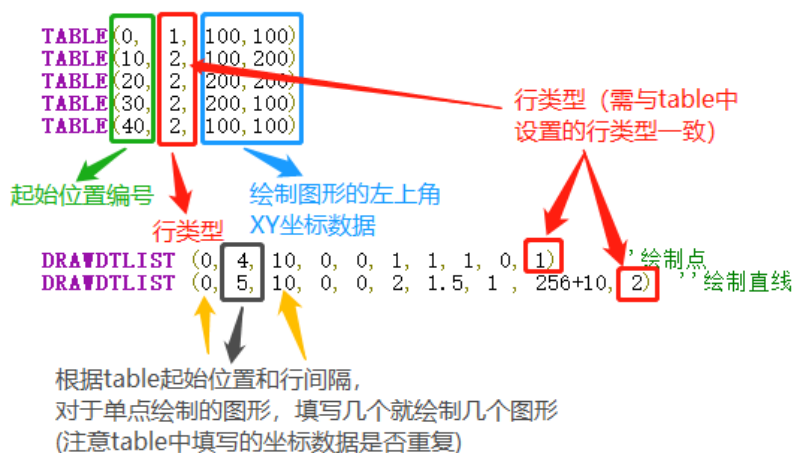 TABLE(0, 1, 100,100)
TABLE(10, 2, 100,200)
TABLE(20, 2, 200,200)
TABLE(30, 2, 200,100)
TABLE(40, 2, 100,100)
行类型（需与table中
设置的行类型一致）
起始位置编号
行类型
绘制图形的左上角
XY坐标数据
DRAWDTLIST (0, 4, 10, 0, 0, 1, 1, 1, 0, 1) '绘制点
DRAWDTLIST (0, 5, 10, 0, 0, 2, 1.5, 1 , 256+10, 2) ''绘制直线
根据table起始位置和行间隔，
对于单点绘制的图形，填写几个就绘制几个图形
(注意table中填写的坐标数据是否重复)